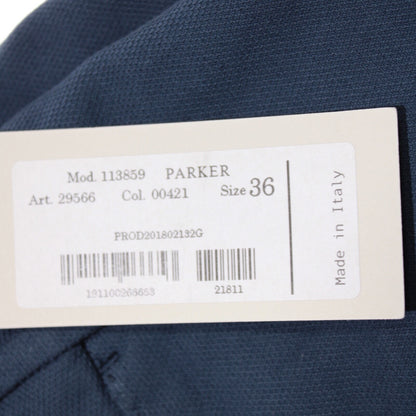 Mod. 113859 PARKER
Art. 29566 Col. 00421 Size 36
PROD201802132G
191100266653 21811
Made in Italy